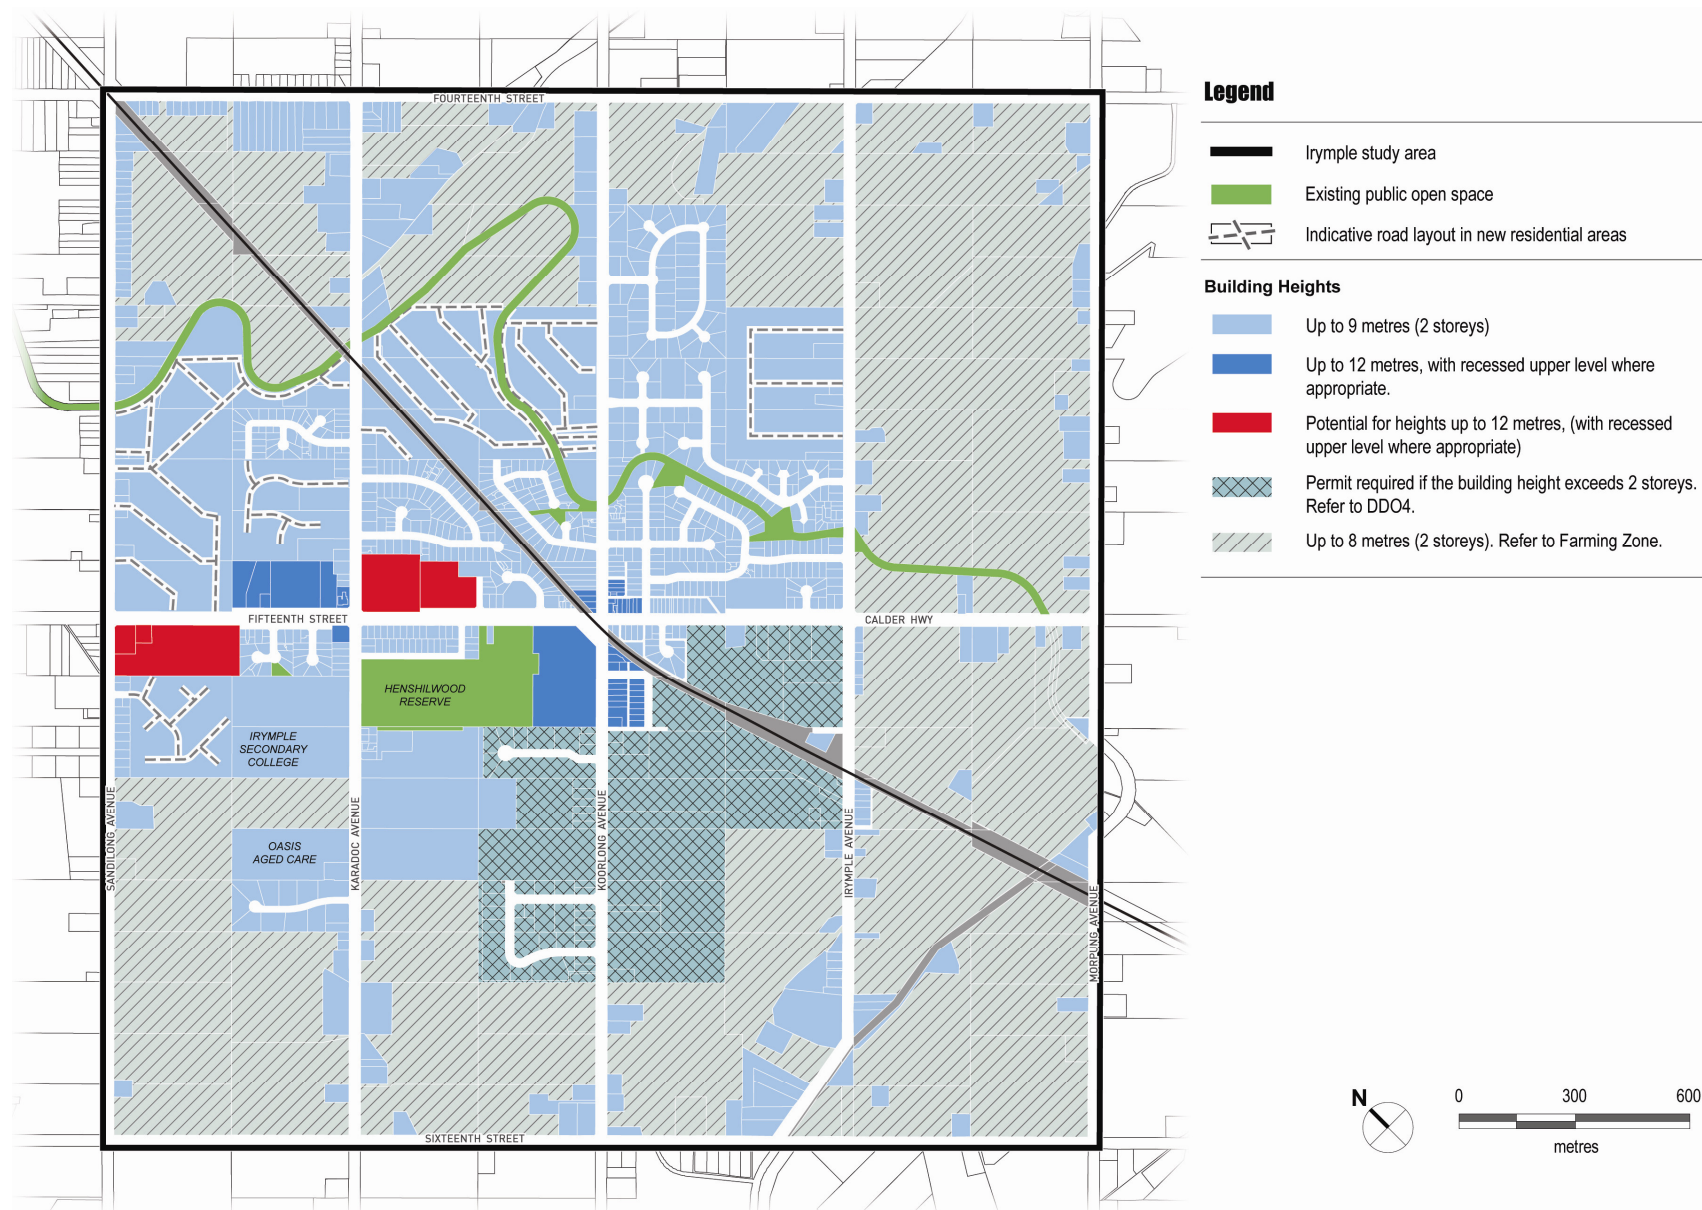 FOURTEENTH STREET
FIFTEENTH STREET
CALDER HWY
HENSHILWOOD
RESERVE
IRYMPLE
SECONDARY
COLLEGE
OASIS
AGED CARE
SANDILONG AVENUE
KARADOC AVENUE
KOORLONG AVENUE
IRYMPLE AVENUE
MORPUNG AVENUE
SIXTEENTH STREET
Legend
Irymple study area
Existing public open space
Indicative road layout in new residential areas
Building Heights
Up to 9 metres (2 storeys)
Up to 12 metres, with recessed upper level where
appropriate.
Potential for heights up to 12 metres, (with recessed
upper level where appropriate)
Permit required if the building height exceeds 2 storeys.
Refer to DDO4.
Up to 8 metres (2 storeys). Refer to Farming Zone.
N
0 300 600
metres